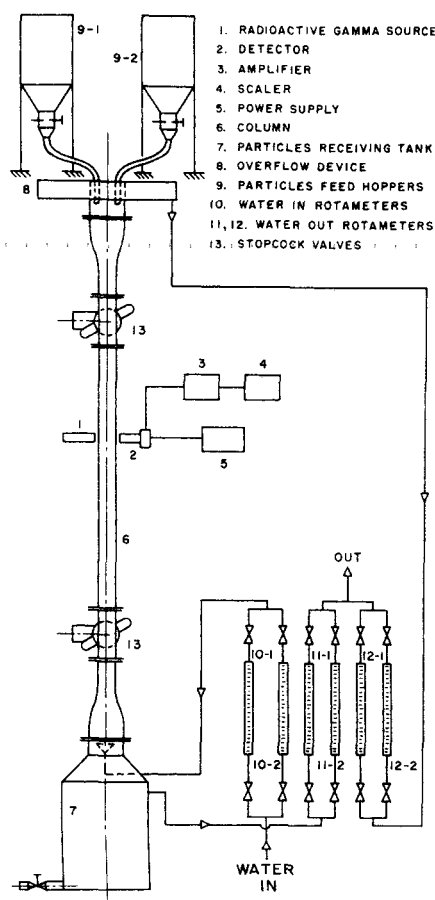 1. RADIOACTIVE GAMMA SOURCE
2. DETECTOR
3. AMPLIFIER
4. SCALER
5. POWER SUPPLY
6. COLUMN
7. PARTICLES RECEIVING TANK
8. OVERFLOW DEVICE
9. PARTICLES FEED HOPPERS
10. WATER IN ROTAMETERS
11, 12. WATER OUT ROTAMETERS
13. STOPCOCK VALVES
9-1
9-2
8
13
3
4
1
2
5
6
OUT
13
10-1
11-1
12-1
10-2
11-2
12-2
7
WATER
IN